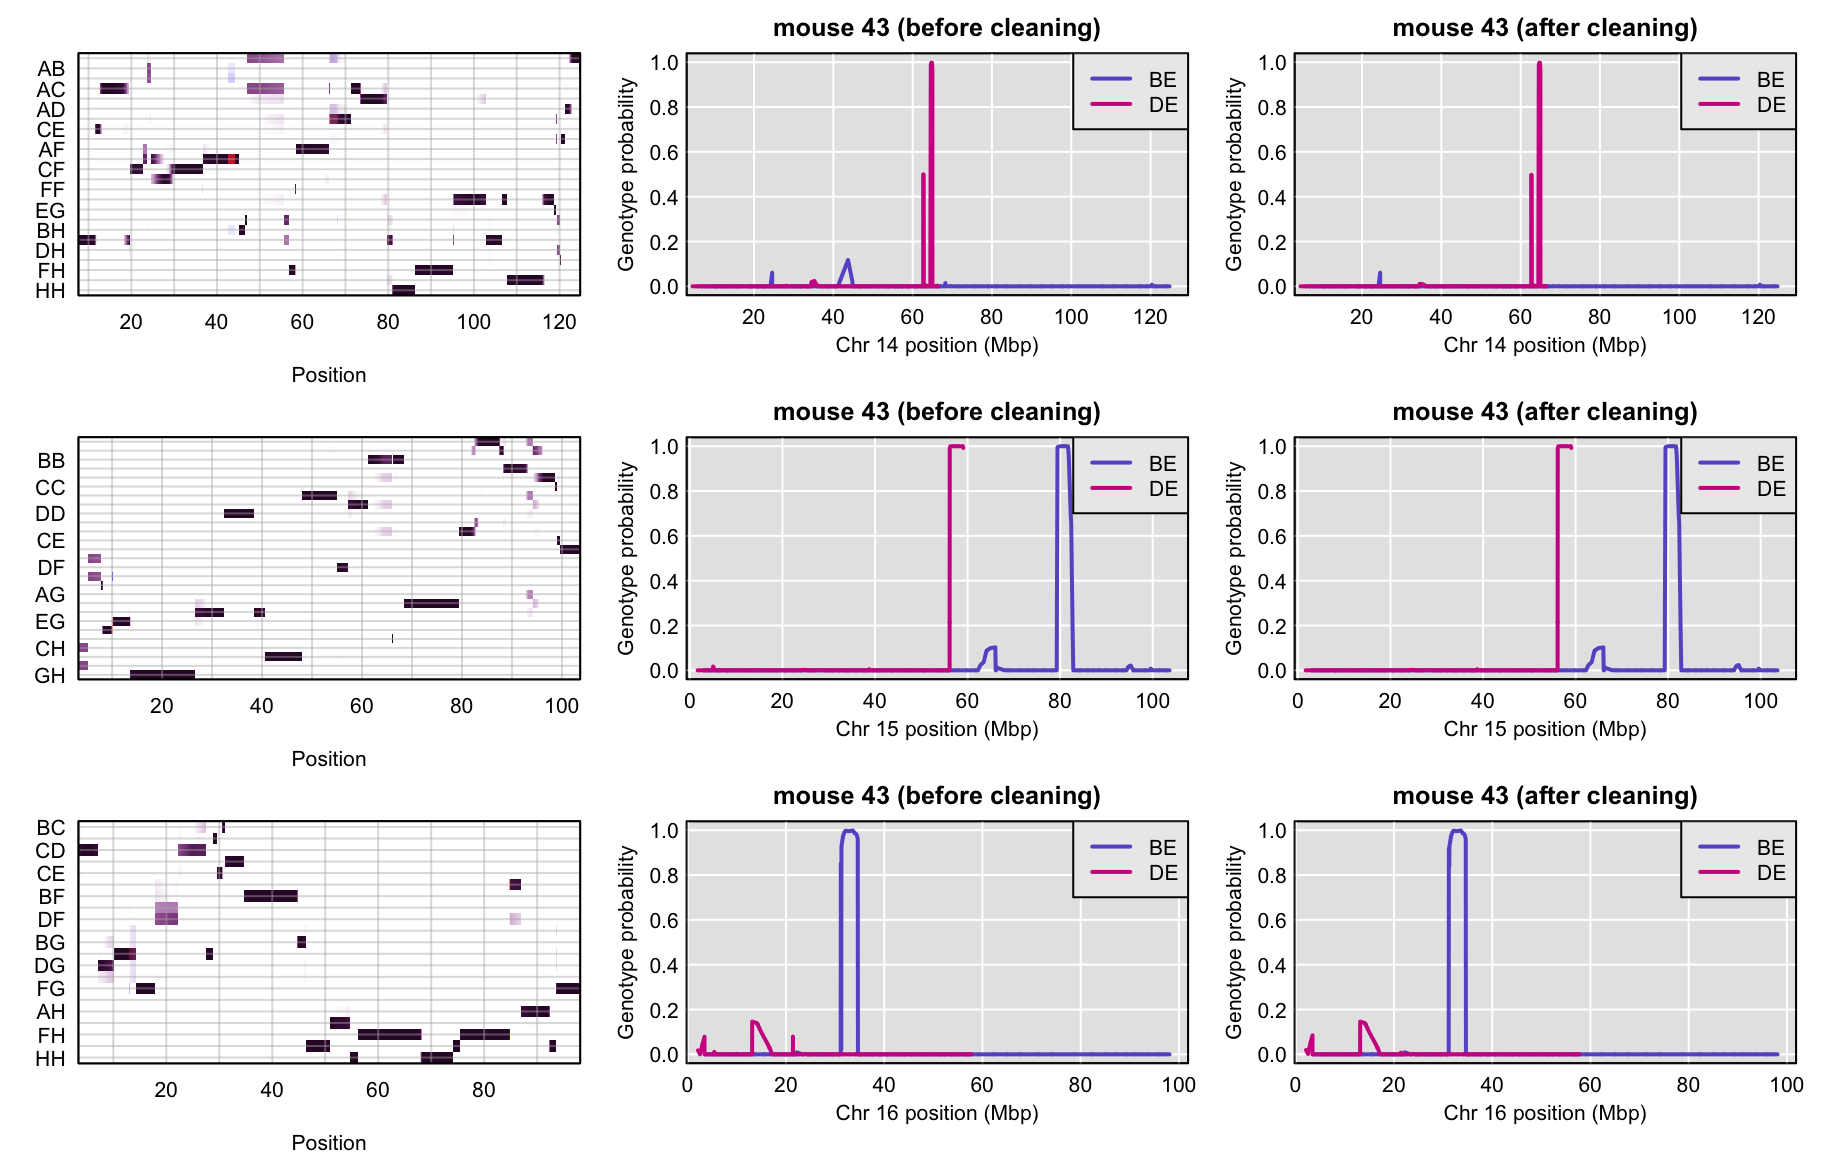 mouse 43 (before cleaning)
mouse 43 (after cleaning)
AB
AC
AD
CE
AF
CF
FF
EG
BH
DH
FH
HH
20 40 60 80 100 120
Position
Genotype probability
1.0
0.8
0.6
0.4
0.2
0.0
BE
DE
20 40 60 80 100 120
Chr 14 position (Mbp)
Genotype probability
1.0
0.8
0.6
0.4
0.2
0.0
BE
DE
20 40 60 80 100 120
Chr 14 position (Mbp)
mouse 43 (before cleaning)
mouse 43 (after cleaning)
BB
CC
DD
CE
DF
AG
EG
CH
GH
20 40 60 80 100
Position
Genotype probability
1.0
0.8
0.6
0.4
0.2
0.0
BE
DE
0 20 40 60 80 100
Chr 15 position (Mbp)
Genotype probability
1.0
0.8
0.6
0.4
0.2
0.0
BE
DE
0 20 40 60 80 100
Chr 15 position (Mbp)
mouse 43 (before cleaning)
mouse 43 (after cleaning)
BC
CD
CE
BF
DF
BG
DG
FG
AH
FH
HH
20 40 60 80
Position
Genotype probability
1.0
0.8
0.6
0.4
0.2
0.0
BE
DE
0 20 40 60 80 100
Chr 16 position (Mbp)
Genotype probability
1.0
0.8
0.6
0.4
0.2
0.0
BE
DE
0 20 40 60 80 100
Chr 16 position (Mbp)